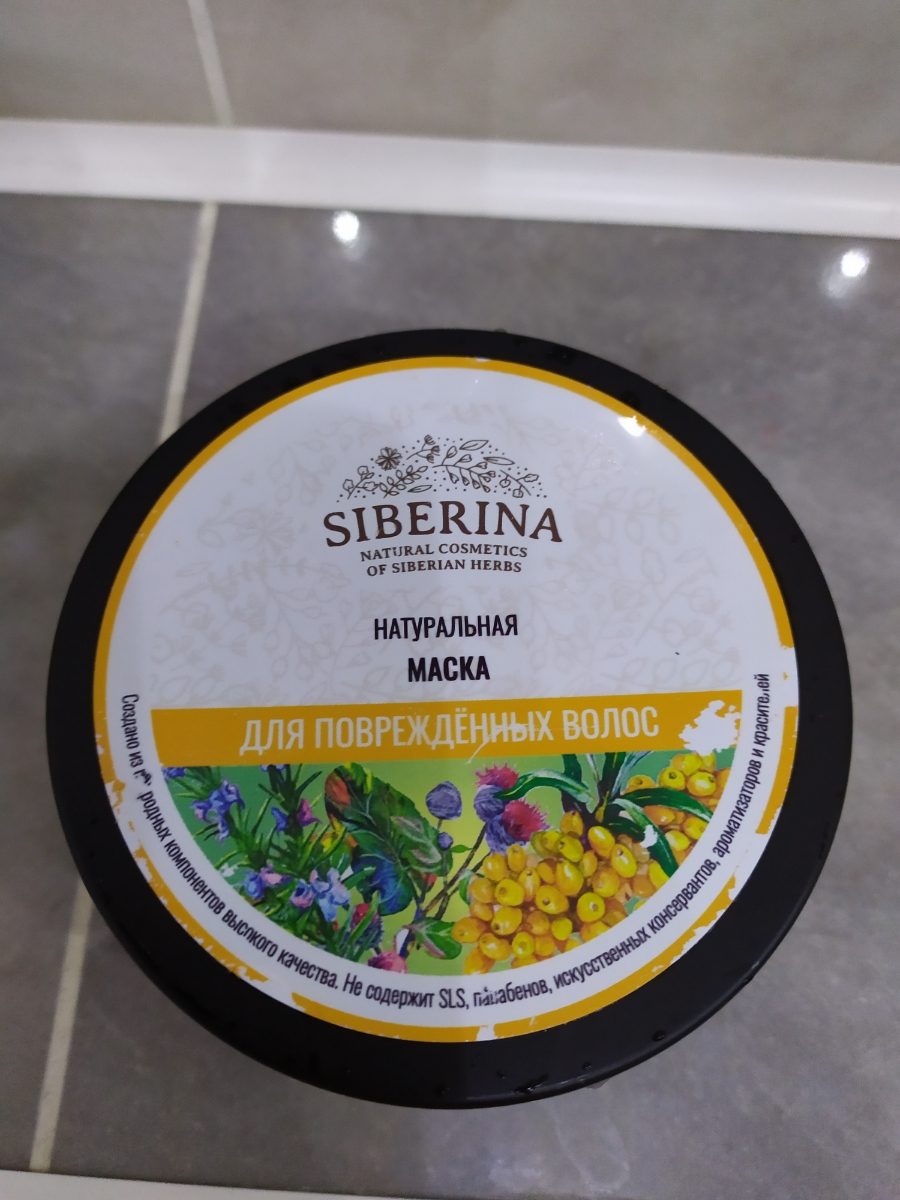 SIBERINA
NATURAL COSMETICS
OF SIBERIAN HERBS
НАТУРАЛЬНАЯ
МАСКА
ДЛЯ ПОВРЕЖДЁННЫХ ВОЛОС
Создано из родных компонентов высокого качества. Не содержит SLS, парабенов, искусственных консервантов, ароматизаторов и красителей